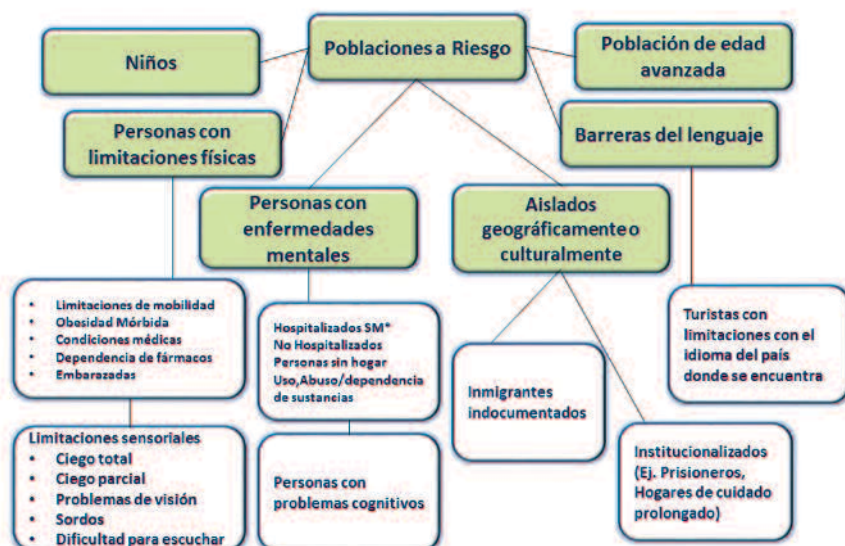 Poblaciones a Riesgo
Niños
Población de edad
avanzada
Personas con
limitaciones físicas
Barreras del lenguaje
Personas con
enfermedades
mentales
Aislados
geográficamente o
culturalmente
• Limitaciones de mobilidad
• Obesidad Mórbida
• Condiciones médicas
• Dependencia de fármacos
• Embarazadas
Hospitalizados SM*
No Hospitalizados
Personas sin hogar
Uso,Abuso/dependencia
de sustancias
Turistas con
limitaciones con el
idioma del país
donde se encuentra
Inmigrantes
indocumentados
Limitaciones sensoriales
• Ciego total
• Ciego parcial
• Problemas de visión
• Sordos
• Dificultad para escuchar
Personas con
problemas cognitivos
Institucionalizados
(Ej. Prisioneros,
Hogares de cuidado
prolongado)